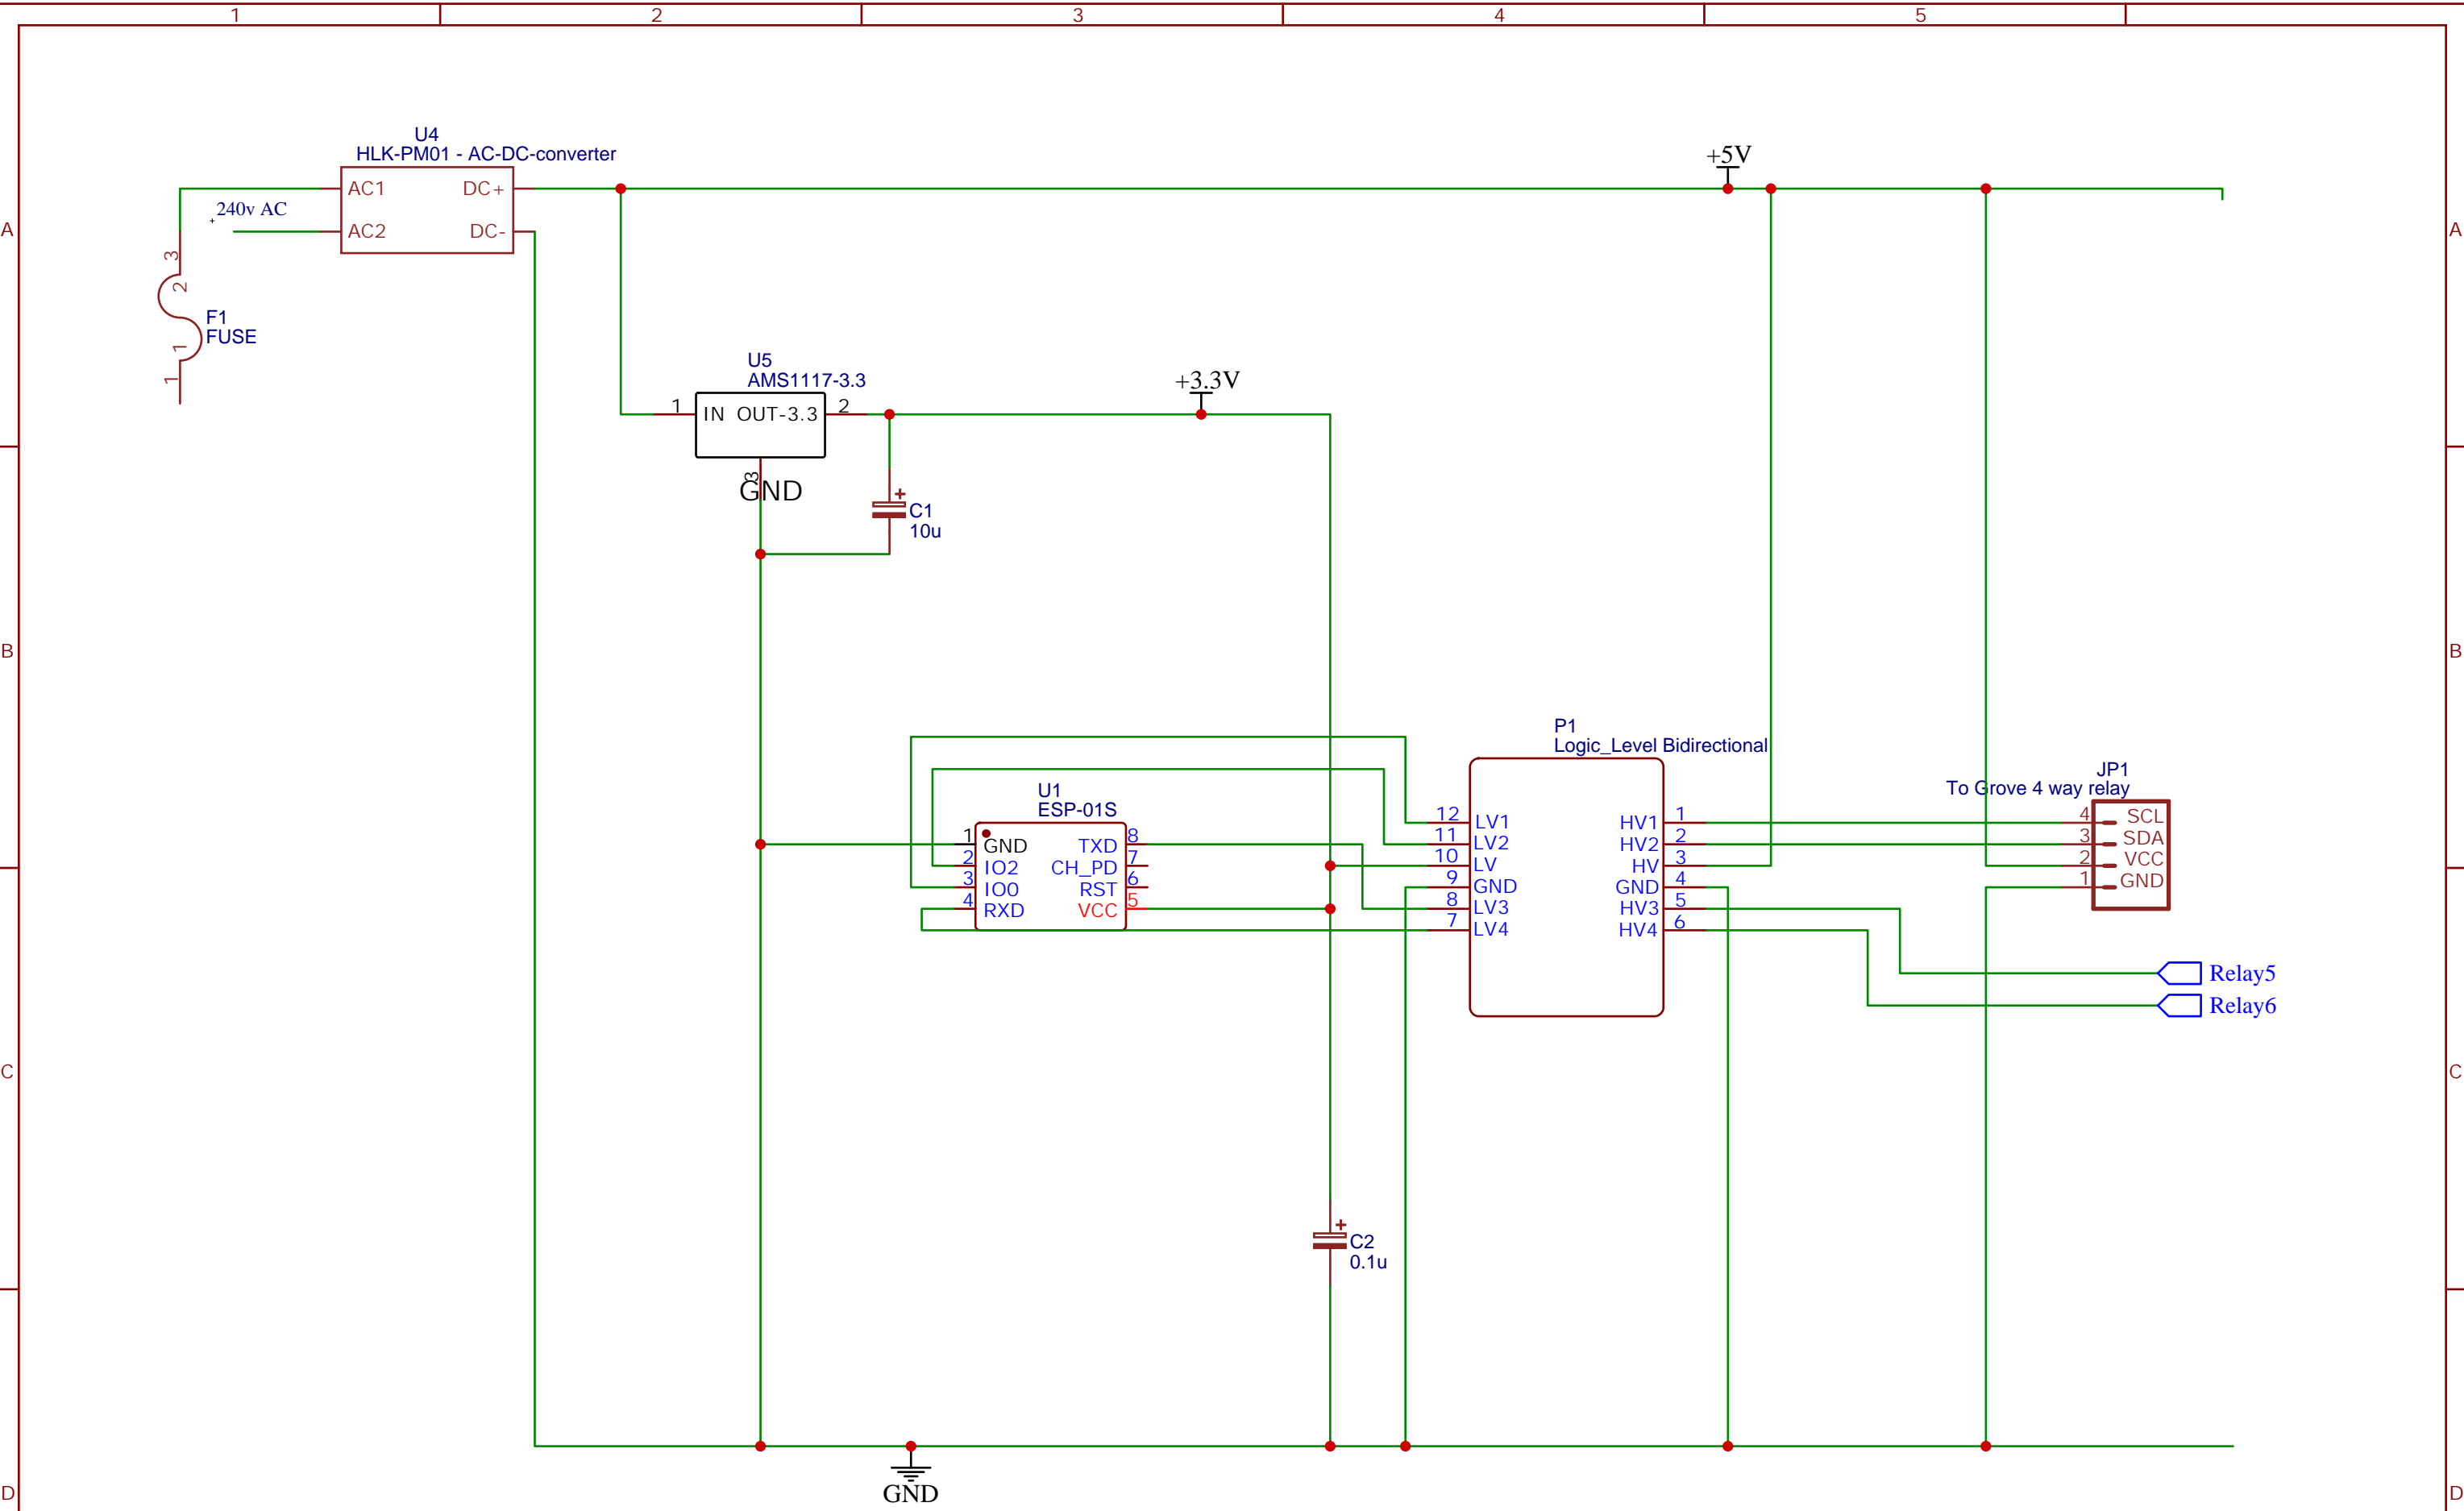 1 2 3 4 5
U4
HLK-PM01 - AC-DC-converter
AC1 DC+
AC2 DC-
240v AC
+5V
A A
3
2
1
1
F1
FUSE
U5
AMS1117-3.3
1 IN OUT-3.3 2
3
GND
+3.3V
+
C1
10u
B B
U1
ESP-01S
1 GND TXD 8
2 IO2 CH_PD 7
3 IO0 RST 6
4 RXD VCC 5
P1
Logic_Level Bidirectional
12 LV1 HV1 1
11 LV2 HV2 2
10 LV HV 3
9 GND GND 4
8 LV3 HV3 5
7 LV4 HV4 6
JP1
To Grove 4 way relay
4 SCL
3 SDA
2 VCC
1 GND
Relay5
Relay6
C C
+
C2
0.1u
GND
D D